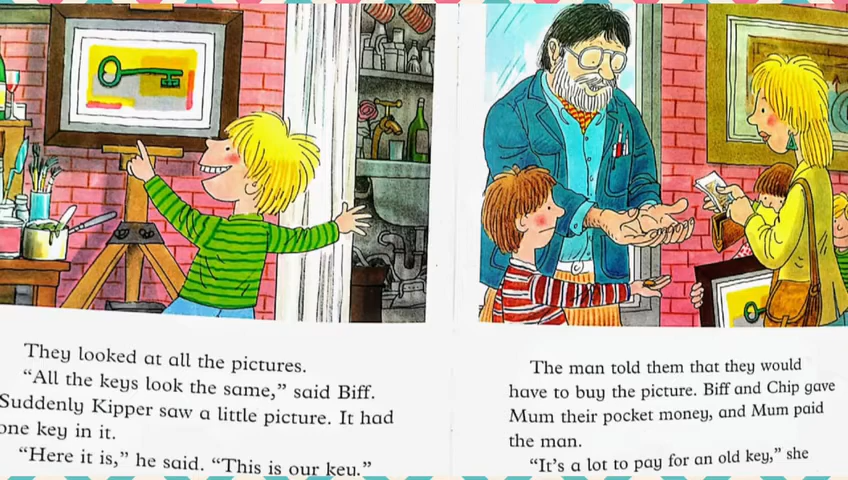 They looked at all the pictures.
“All the keys look the same,” said Biff.
Suddenly Kipper saw a little picture. It had
one key in it.
“Here it is,” he said. “This is our key.”
The man told them that they would
have to buy the picture. Biff and Chip gave
Mum their pocket money, and Mum paid
the man.
“It’s a lot to pay for an old key,” she